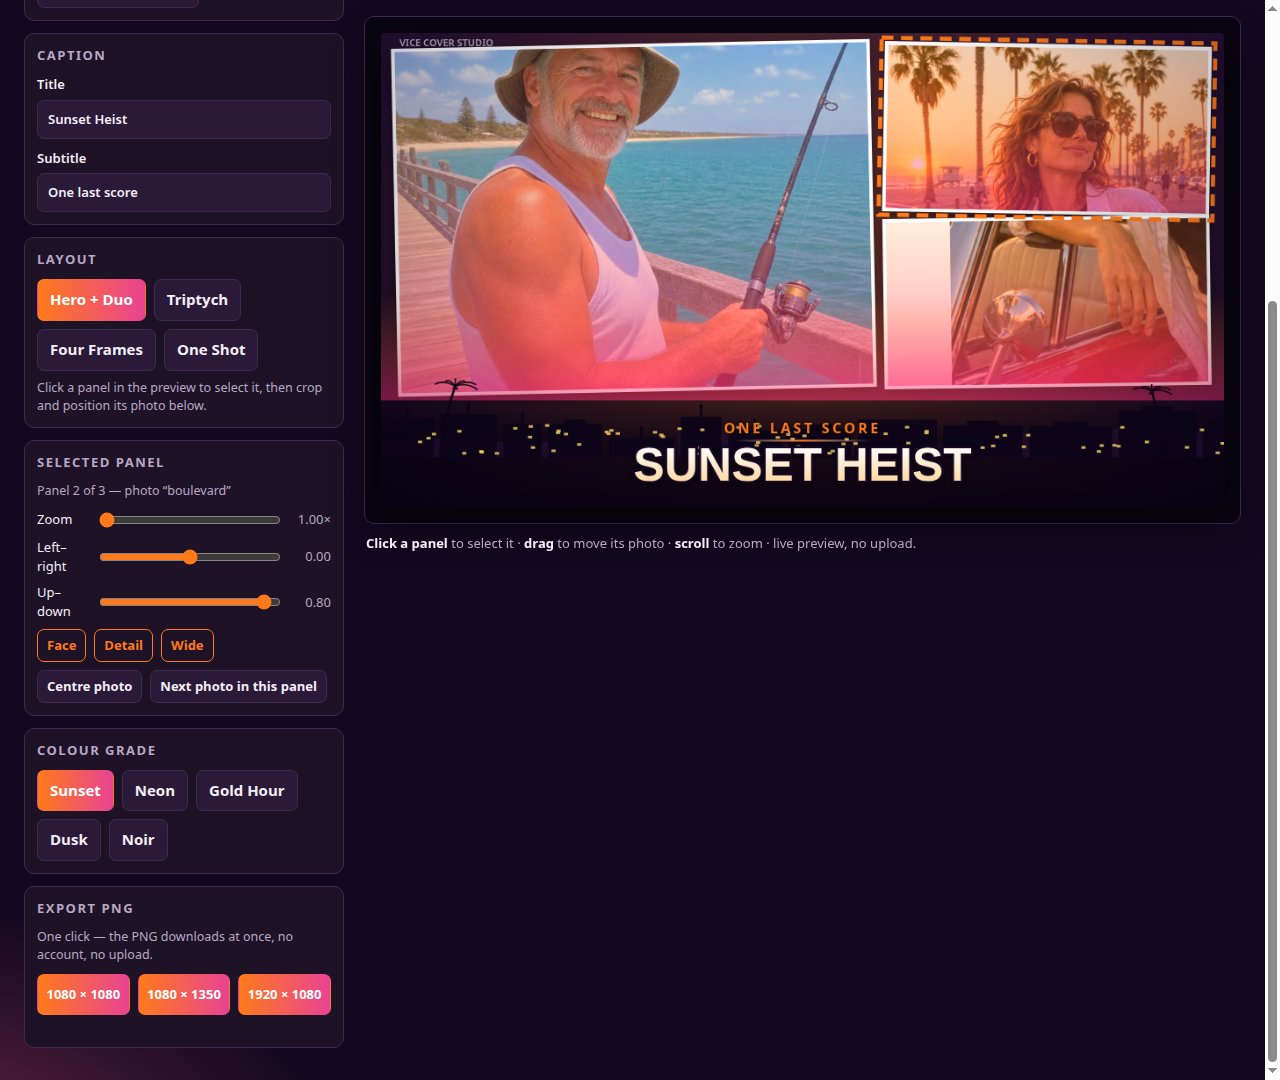 CAPTION
Title
Sunset Heist
Subtitle
One last score
LAYOUT
Hero + Duo
Triptych
Four Frames
One Shot
Click a panel in the preview to select it, then crop
and position its photo below.
SELECTED PANEL
Panel 2 of 3 — photo “boulevard”
Zoom
1.00×
Left–
right
0.00
Up–
down
0.80
Face
Detail
Wide
Centre photo
Next photo in this panel
COLOUR GRADE
Sunset
Neon
Gold Hour
Dusk
Noir
EXPORT PNG
One click — the PNG downloads at once, no
account, no upload.
1080 × 1080
1080 × 1350
1920 × 1080
VICE COVER STUDIO
ONE LAST SCORE
SUNSET HEIST
Click a panel to select it · drag to move its photo · scroll to zoom · live preview, no upload.